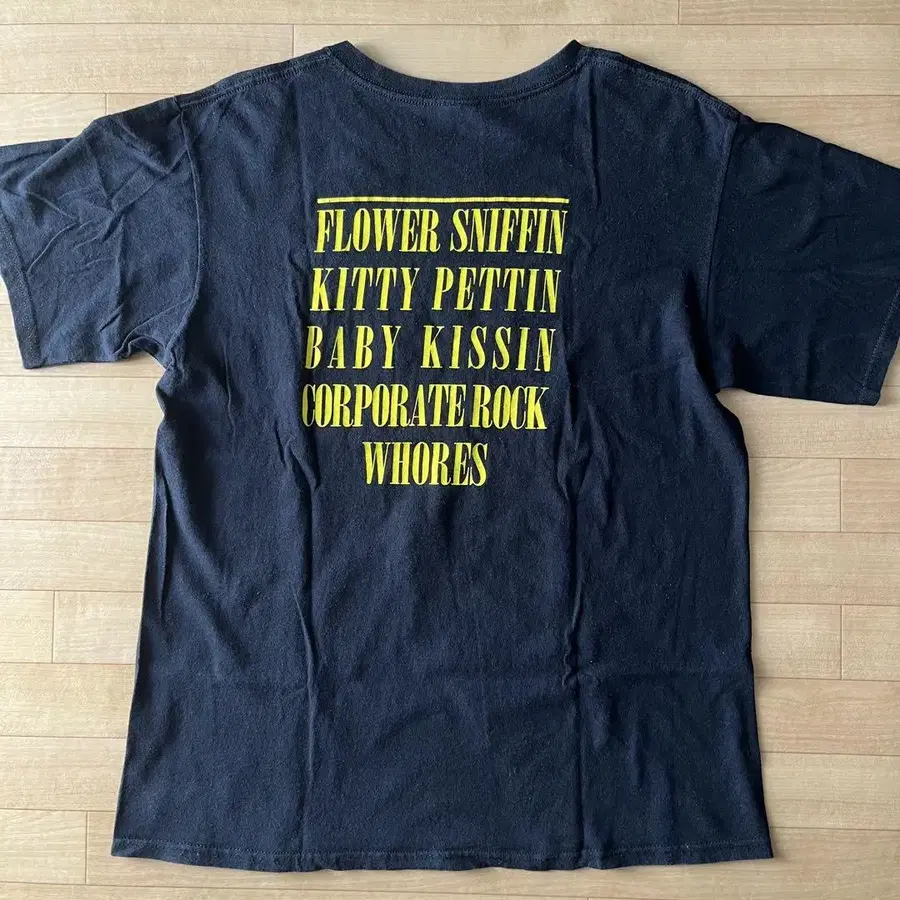 FLOWER SNIFFIN
KITTY PETTIN
BABY KISSIN
CORPORATE ROCK
WHORES